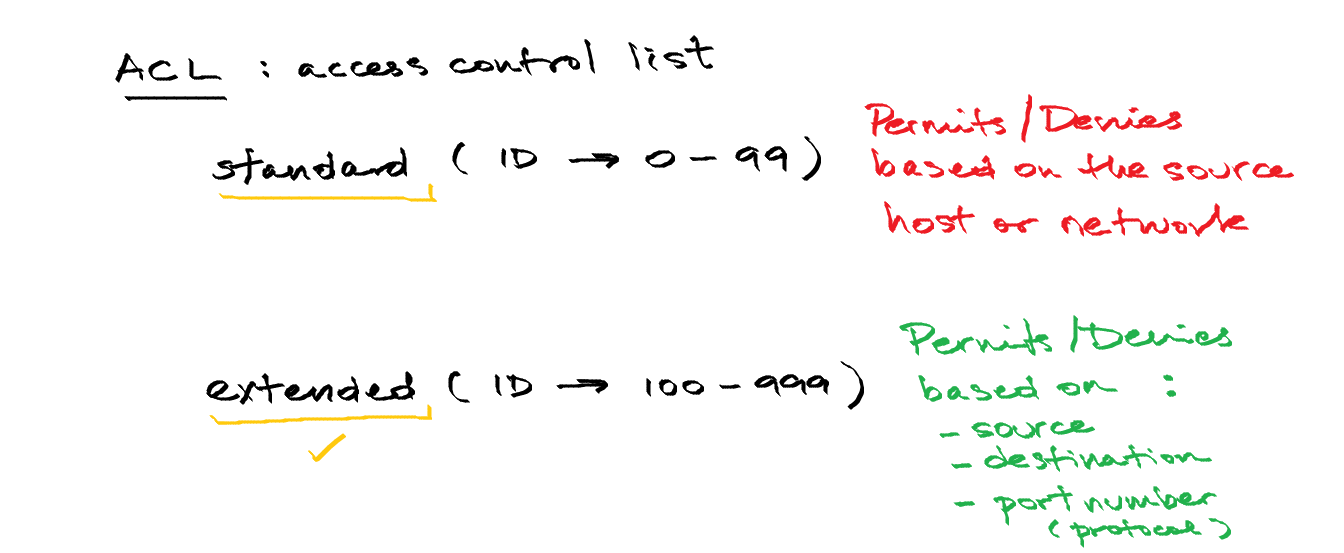 ACL : access control list
standard ( ID → 0 - 99 )
Permits / Denies
based on the source
host or network
extended ( ID → 100 - 999 )
Permits / Denies
based on :
- source
- destination
- port number
( protocal )